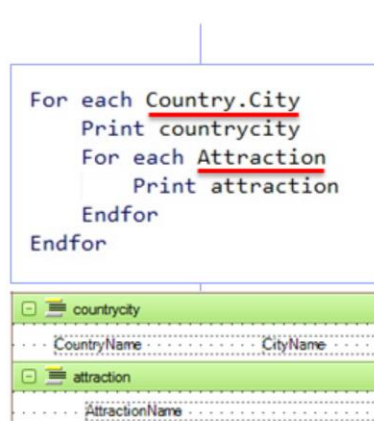 For each Country.City
Print countrycity
For each Attraction
Print attraction
Endfor
Endfor
countrycity
CountryName CityName
attraction
AttractionName